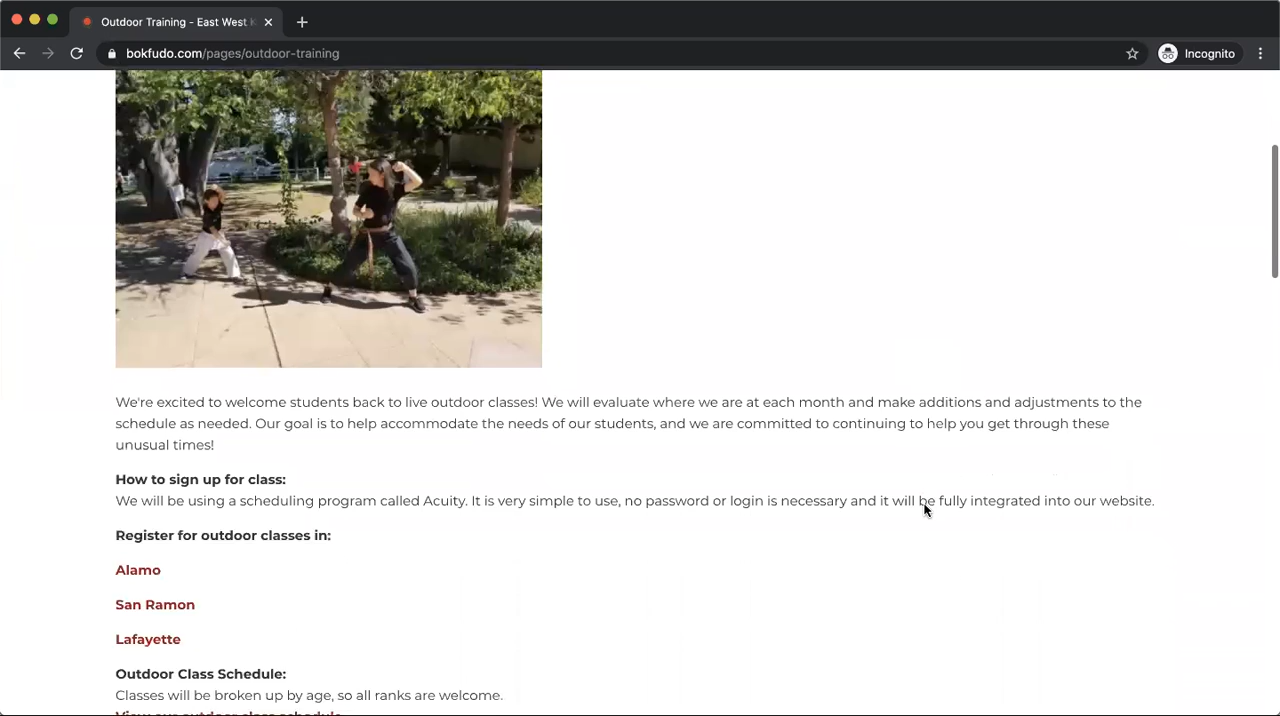 Outdoor Training - East West
bokfudo.com/pages/outdoor-training
Incognito
We're excited to welcome students back to live outdoor classes! We will evaluate where we are at each month and make additions and adjustments to the
schedule as needed. Our goal is to help accommodate the needs of our students, and we are committed to continuing to help you get through these
unusual times!
How to sign up for class:
We will be using a scheduling program called Acuity. It is very simple to use, no password or login is necessary and it will be fully integrated into our website.
Register for outdoor classes in:
Alamo
San Ramon
Lafayette
Outdoor Class Schedule:
Classes will be broken up by age, so all ranks are welcome.
View our outdoor class schedule